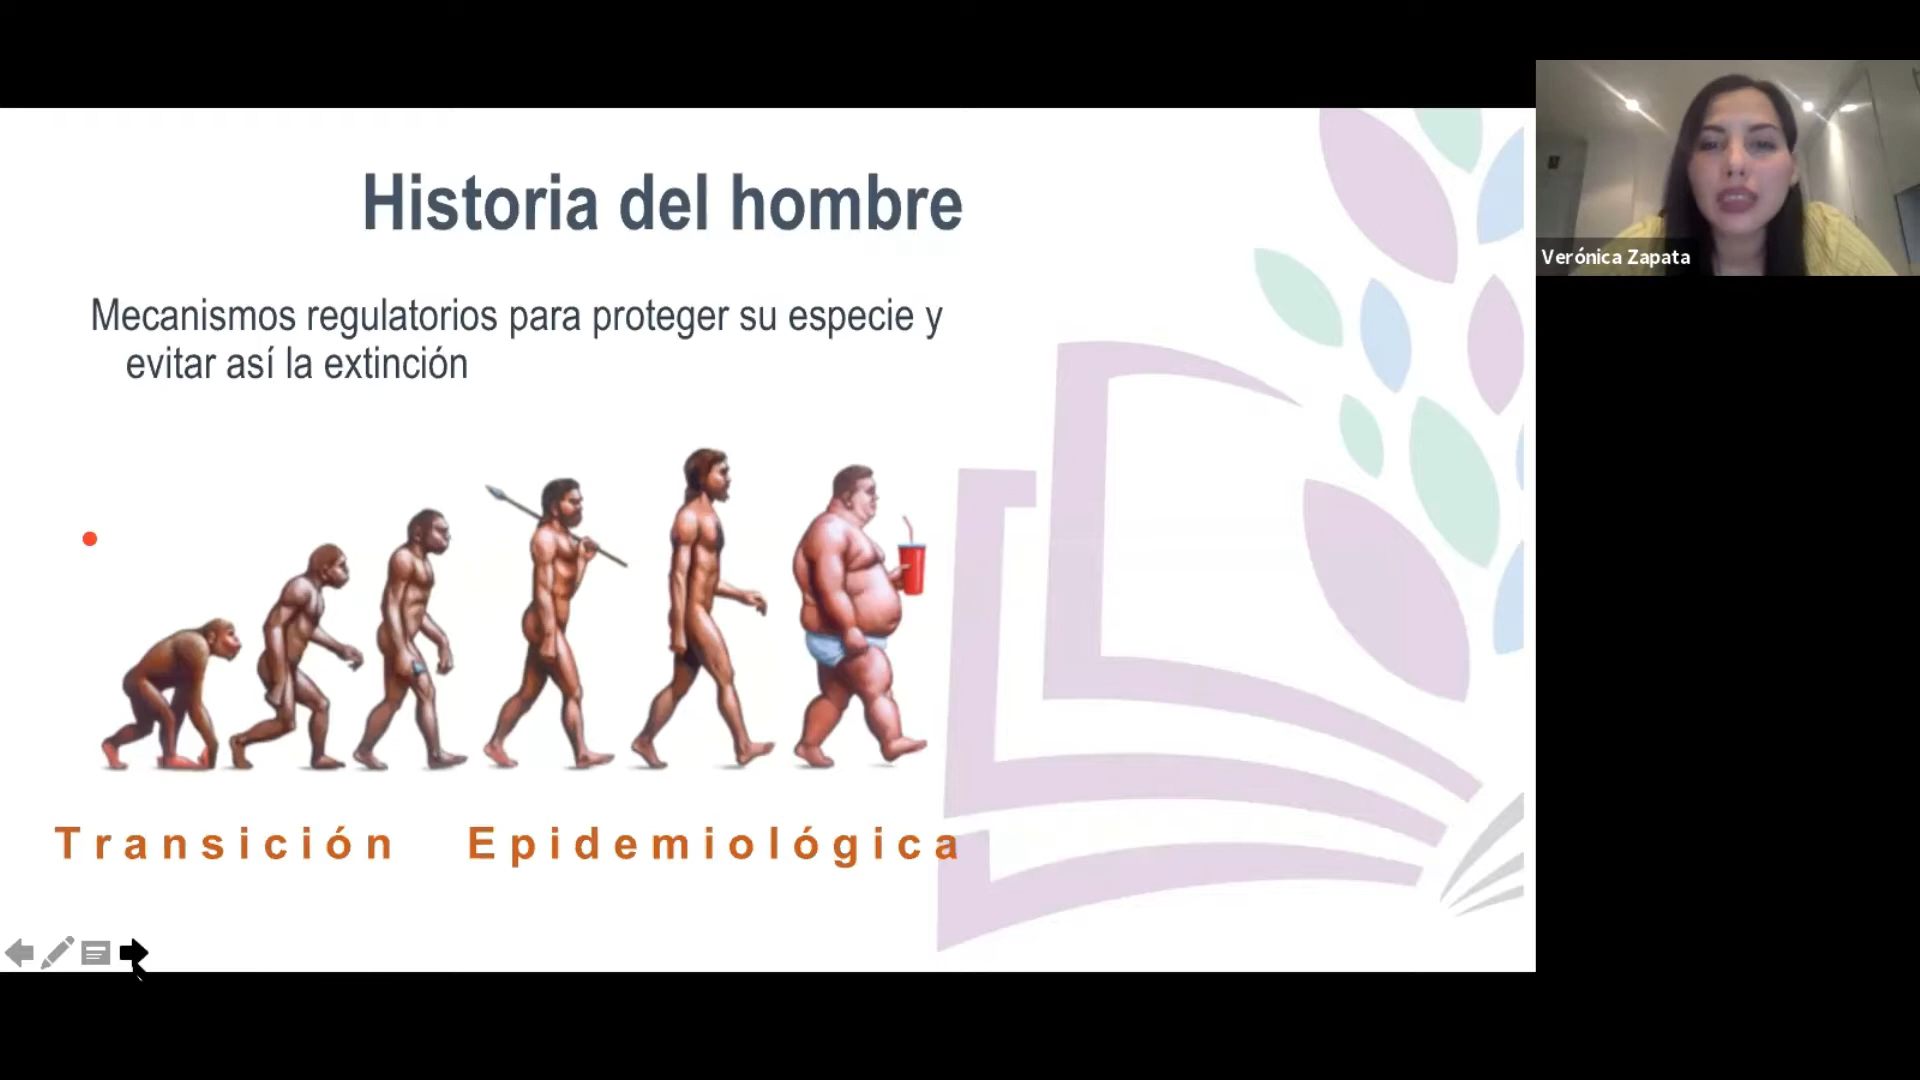 Historia del hombre
Mecanismos regulatorios para proteger su especie y
evitar así la extinción
Transición Epidemiológica
Verónica Zapata